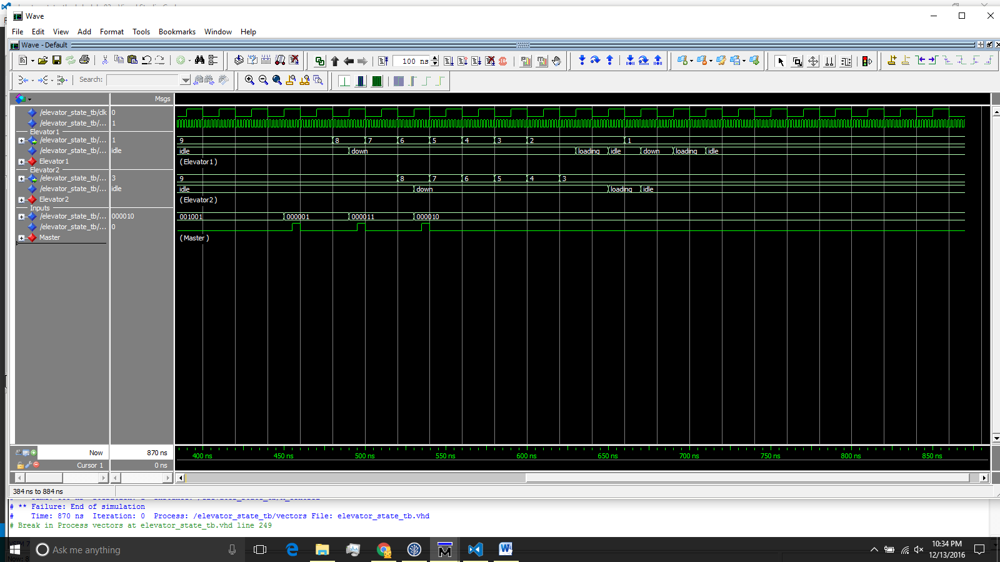 Wave
File Edit View Add Format Tools Bookmarks Window Help
Wave - Default
100 ns
Search:
Msgs
/elevator_state_tb/clk 0
/elevator_state_tb/... 1
Elevator1
/elevator_state_tb/... 1
/elevator_state_tb/... idle
Elevator1
Elevator2
/elevator_state_tb/... 3
/elevator_state_tb/... idle
Elevator2
Inputs
/elevator_state_tb/... 000010
/elevator_state_tb/... 0
Master
9 8 7 6 5 4 3 2 1
idle down loading idle down loading idle
( Elevator1 )
9 8 7 6 5 4 3
idle down loading idle
( Elevator2 )
001001 000001 000011 000010
( Master )
Now 870 ns
Cursor 1 0 ns
400 ns 450 ns 500 ns 550 ns 600 ns 650 ns 700 ns 750 ns 800 ns 850 ns
384 ns to 884 ns
# ** Failure: End of simulation
# Time: 870 ns Iteration: 0 Process: /elevator_state_tb/vectors File: elevator_state_tb.vhd
# Break in Process vectors at elevator_state_tb.vhd line 249
Ask me anything
10:34 PM
12/13/2016